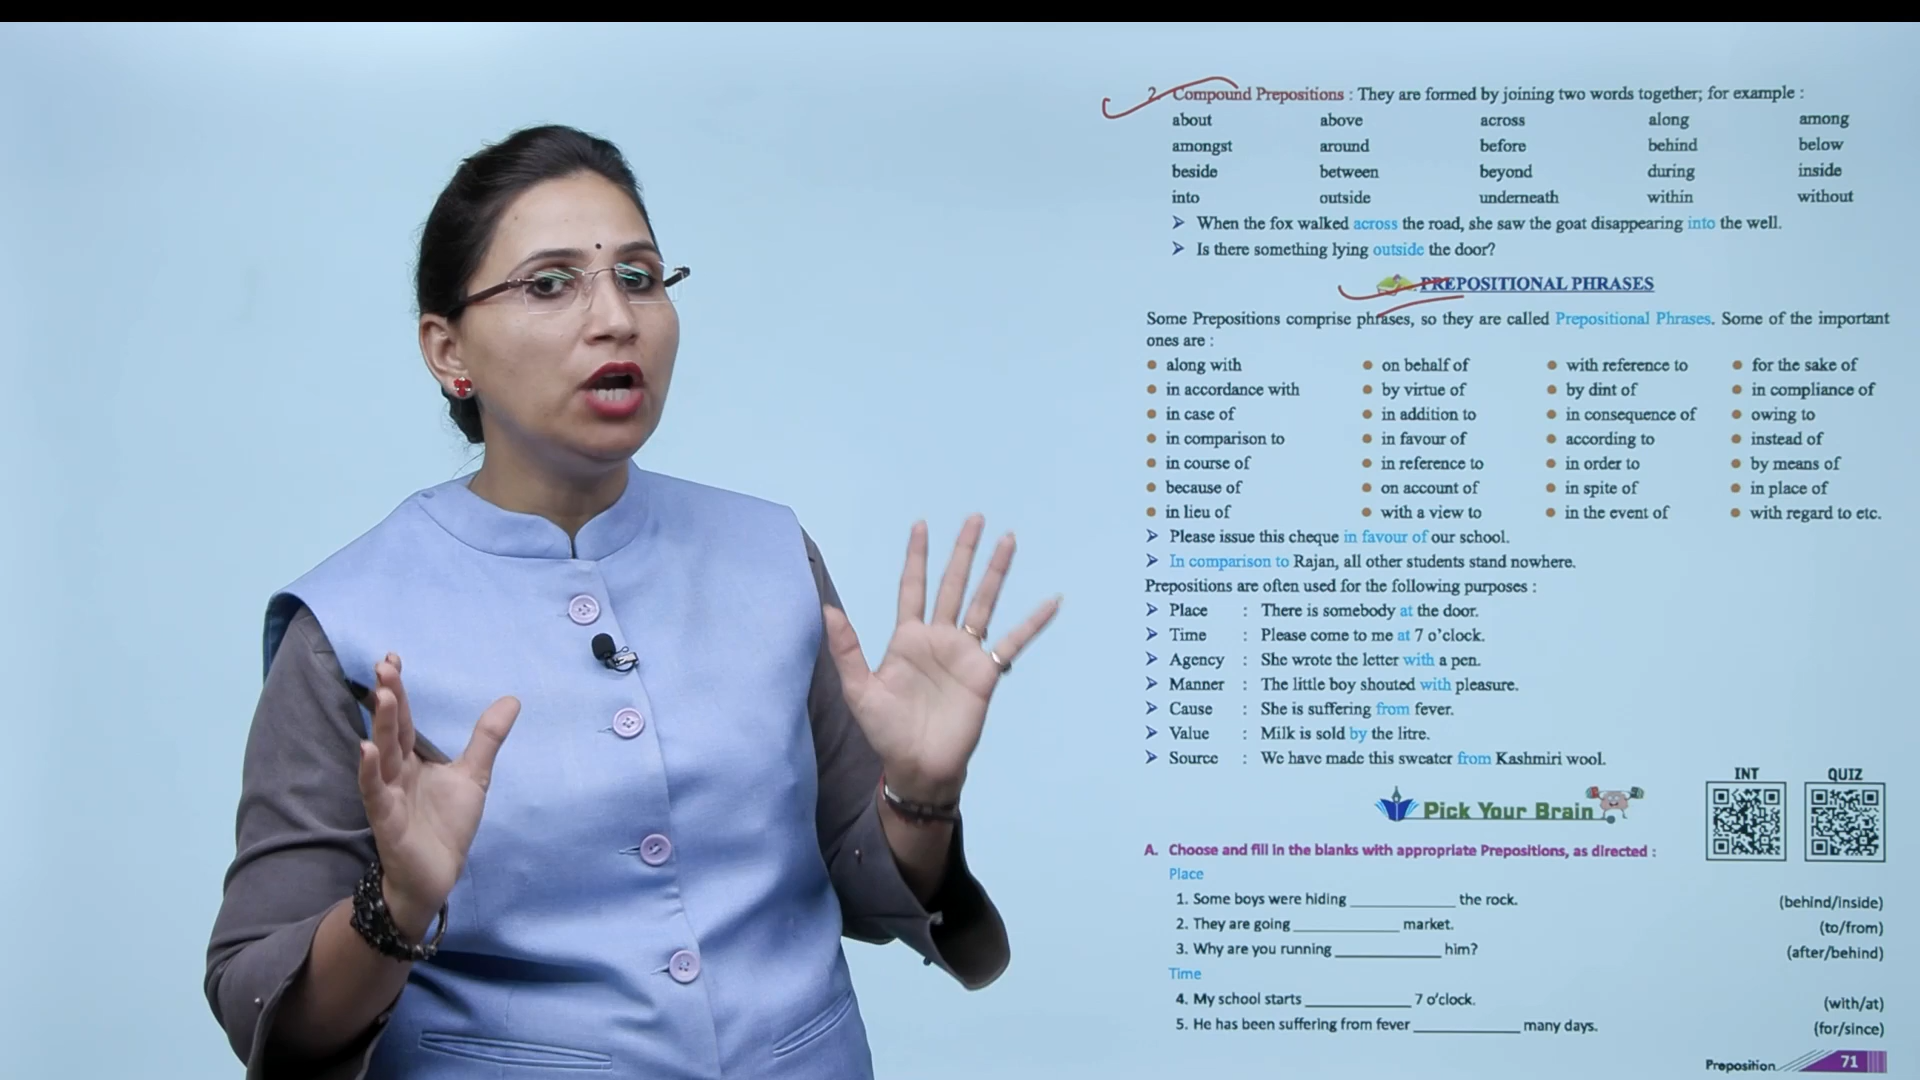 2. Compound Prepositions : They are formed by joining two words together; for example :
about above across along among
amongst around before behind below
beside between beyond during inside
into outside underneath within without
➤ When the fox walked across the road, she saw the goat disappearing into the well.
➤ Is there something lying outside the door?
PREPOSITIONAL PHRASES
Some Prepositions comprise phrases, so they are called Prepositional Phrases. Some of the important
ones are :
• along with • on behalf of • with reference to • for the sake of
• in accordance with • by virtue of • by dint of • in compliance of
• in case of • in addition to • in consequence of • owing to
• in comparison to • in favour of • according to • instead of
• in course of • in reference to • in order to • by means of
• because of • on account of • in spite of • in place of
• in lieu of • with a view to • in the event of • with regard to etc.
➤ Please issue this cheque in favour of our school.
➤ In comparison to Rajan, all other students stand nowhere.
Prepositions are often used for the following purposes :
➤ Place : There is somebody at the door.
➤ Time : Please come to me at 7 o'clock.
➤ Agency : She wrote the letter with a pen.
➤ Manner : The little boy shouted with pleasure.
➤ Cause : She is suffering from fever.
➤ Value : Milk is sold by the litre.
➤ Source : We have made this sweater from Kashmiri wool.
INT QUIZ
Pick Your Brain
A. Choose and fill in the blanks with appropriate Prepositions, as directed :
Place
1. Some boys were hiding ____________ the rock. (behind/inside)
2. They are going ____________ market. (to/from)
3. Why are you running ____________ him? (after/behind)
Time
4. My school starts ____________ 7 o'clock. (with/at)
5. He has been suffering from fever ____________ many days. (for/since)
Preposition 71